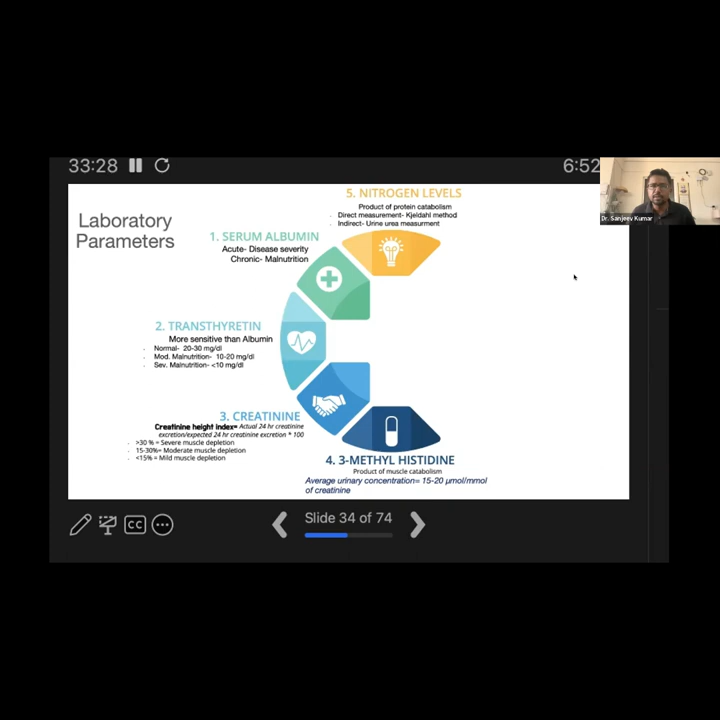 33:28
6:52
Dr. Sanjeev Kumar
Laboratory
Parameters
5. NITROGEN LEVELS
Product of protein catabolism
Direct measurement- Kjeldahl method
Indirect- Urine urea measurment
1. SERUM ALBUMIN
Acute- Disease severity
Chronic- Malnutrition
2. TRANSTHYRETIN
More sensitive than Albumin
Normal- 20-30 mg/dl
Mod. Malnutrition- 10-20 mg/dl
Sev. Malnutrition- <10 mg/dl
3. CREATININE
Creatinine height index= Actual 24 hr creatinine
excretion/expected 24 hr creatinine excretion * 100
>30 % = Severe muscle depletion
15-30%= Moderate muscle depletion
<15% = Mild muscle depletion
4. 3-METHYL HISTIDINE
Product of muscle catabolism
Average urinary concentration= 15-20 µmol/mmol
of creatinine
CC
Slide 34 of 74